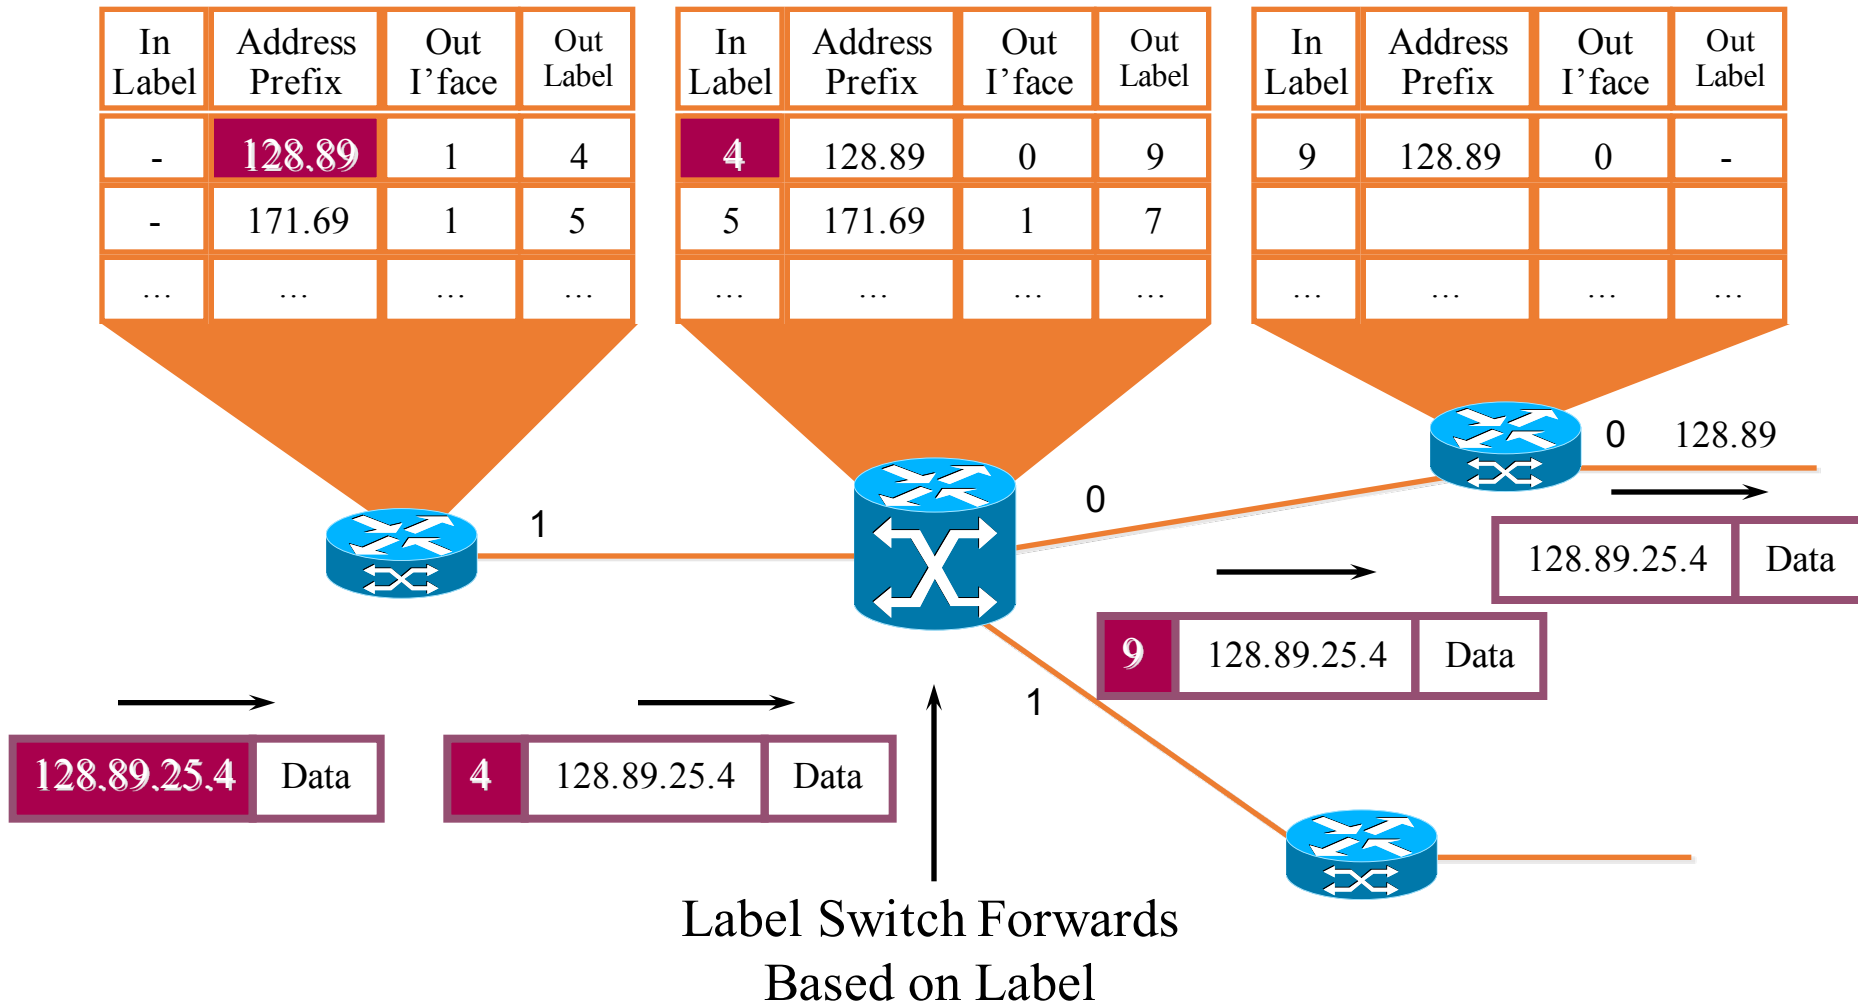 In Label Address Prefix Out I’face Out Label
- 128.89 1 4
- 171.69 1 5
… … … …
In Label Address Prefix Out I’face Out Label
4 128.89 0 9
5 171.69 1 7
… … … …
In Label Address Prefix Out I’face Out Label
9 128.89 0 -
… … … …
0 128.89
1
0
128.89.25.4 Data
9 128.89.25.4 Data
1
128.89.25.4 Data
4 128.89.25.4 Data
Label Switch Forwards
Based on Label